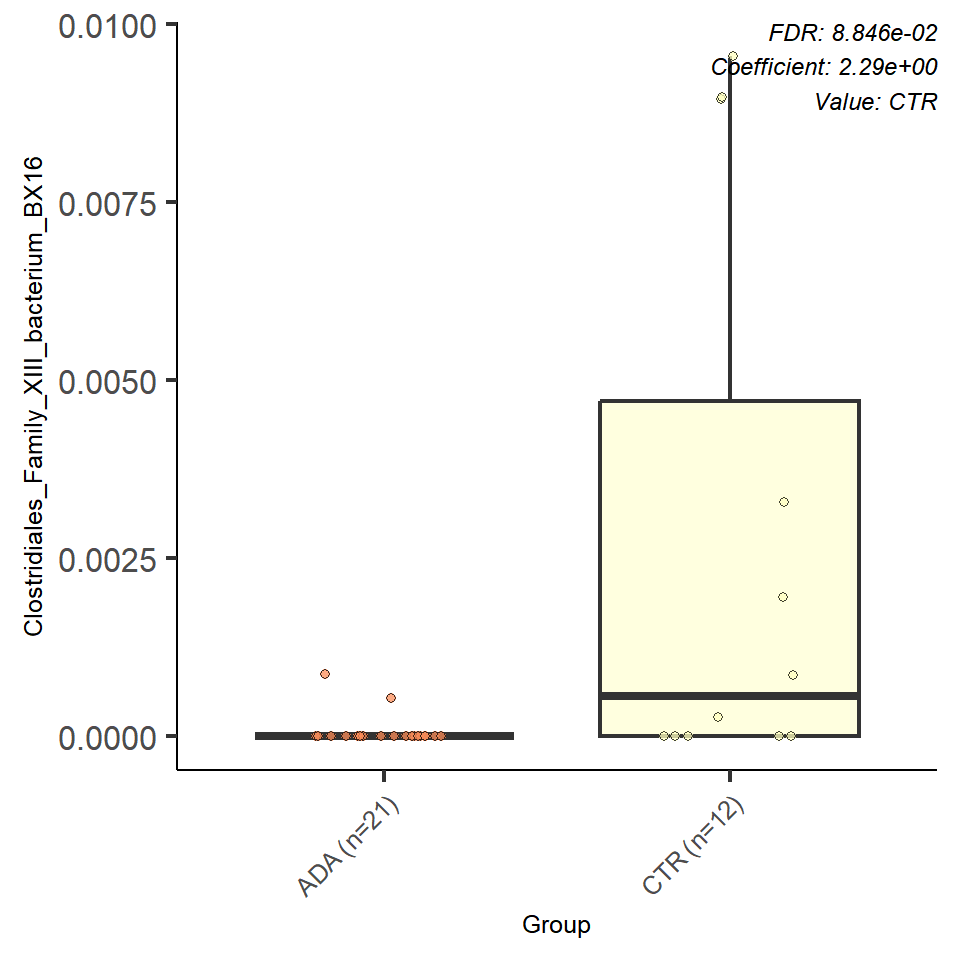 FDR: 8.846e-02
Coefficient: 2.29e+00
Value: CTR
Clostridiales_Family_XIII_bacterium_BX16
0.0100
0.0075
0.0050
0.0025
0.0000
ADA (n=21)
CTR (n=12)
Group